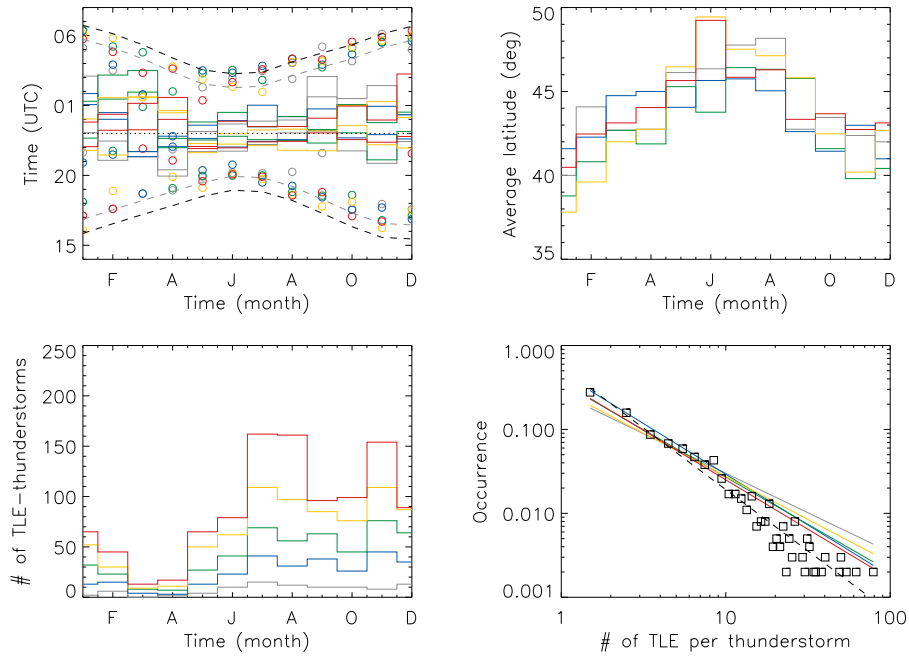 06
01
20
15
Time (UTC)
F A J A O D
Time (month)
50
45
40
35
Average latitude (deg)
F A J A O D
Time (month)
250
200
150
100
50
0
# of TLE-thunderstorms
F A J A O D
Time (month)
1.000
0.100
0.010
0.001
Occurrence
1 10 100
# of TLE per thunderstorm